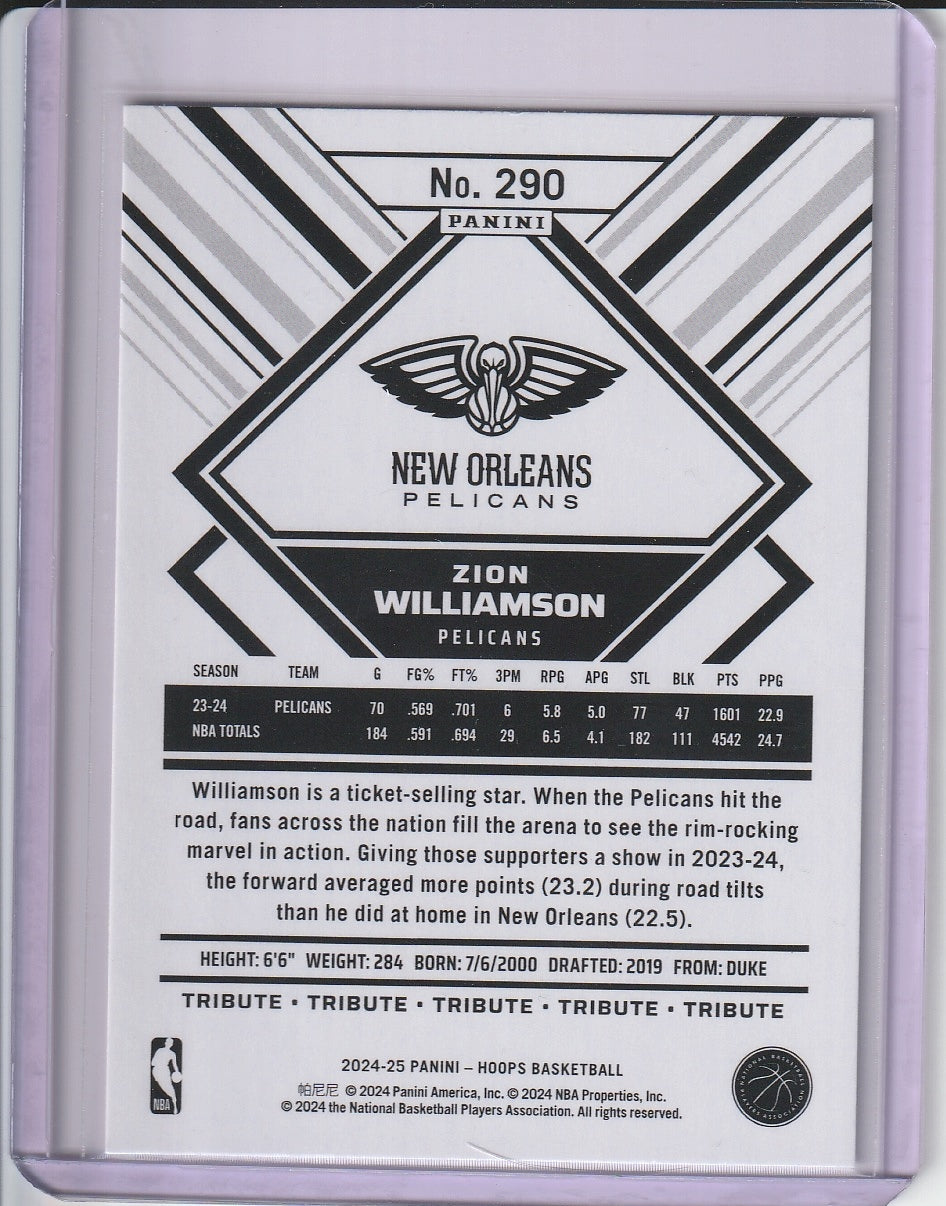 No. 290
PANINI
NEW ORLEANS
PELICANS
ZION
WILLIAMSON
PELICANS
SEASON TEAM G FG% FT% 3PM RPG APG STL BLK PTS PPG
23-24 PELICANS 70 .569 .701 6 5.8 5.0 77 47 1601 22.9
NBA TOTALS 184 .591 .694 29 6.5 4.1 182 111 4542 24.7
Williamson is a ticket-selling star. When the Pelicans hit the
road, fans across the nation fill the arena to see the rim-rocking
marvel in action. Giving those supporters a show in 2023-24,
the forward averaged more points (23.2) during road tilts
than he did at home in New Orleans (22.5).
HEIGHT: 6'6" WEIGHT: 284 BORN: 7/6/2000 DRAFTED: 2019 FROM: DUKE
TRIBUTE • TRIBUTE • TRIBUTE • TRIBUTE • TRIBUTE
2024-25 PANINI – HOOPS BASKETBALL
帕尼尼 © 2024 Panini America, Inc. © 2024 NBA Properties, Inc.
© 2024 the National Basketball Players Association. All rights reserved.
NBA
NATIONAL BASKETBALL
PLAYERS ASSOCIATION